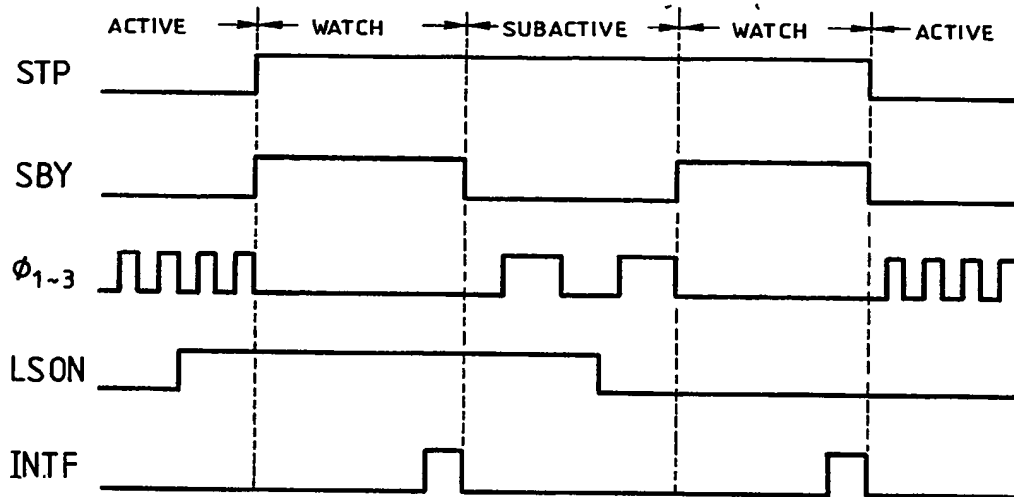 ACTIVE WATCH SUBACTIVE WATCH ACTIVE
STP
SBY
ϕ1~3
LSON
INTF